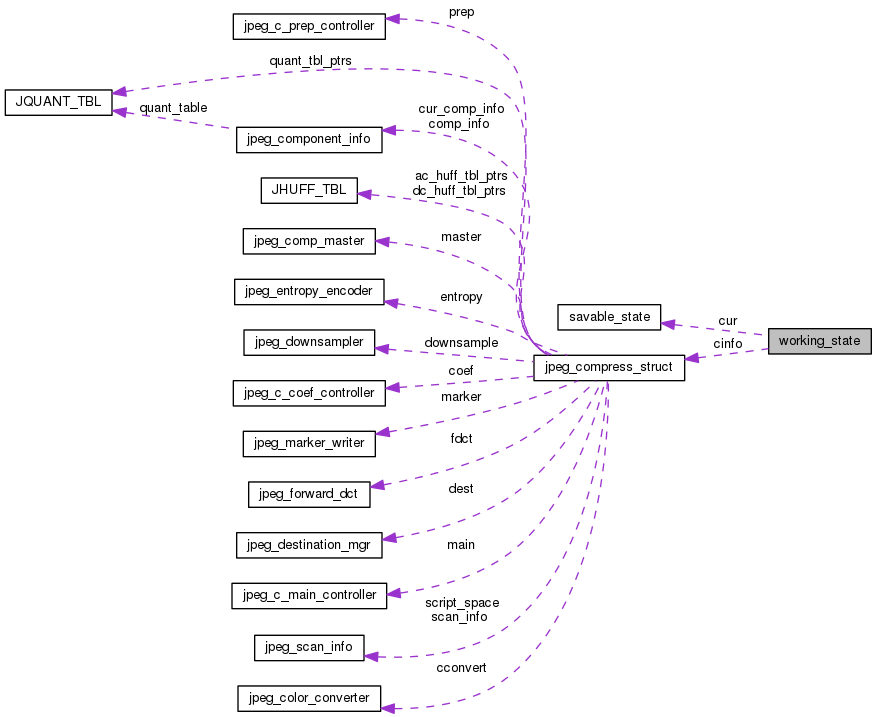 prep
jpeg_c_prep_controller
quant_tbl_ptrs
JQUANT_TBL
quant_table
cur_comp_info
comp_info
jpeg_component_info
ac_huff_tbl_ptrs
dc_huff_tbl_ptrs
JHUFF_TBL
master
jpeg_comp_master
entropy
jpeg_entropy_encoder
savable_state
cur
working_state
cinfo
downsample
jpeg_downsampler
jpeg_compress_struct
coef
jpeg_c_coef_controller
marker
jpeg_marker_writer
fdct
jpeg_forward_dct
dest
jpeg_destination_mgr
main
jpeg_c_main_controller
script_space
scan_info
jpeg_scan_info
cconvert
jpeg_color_converter